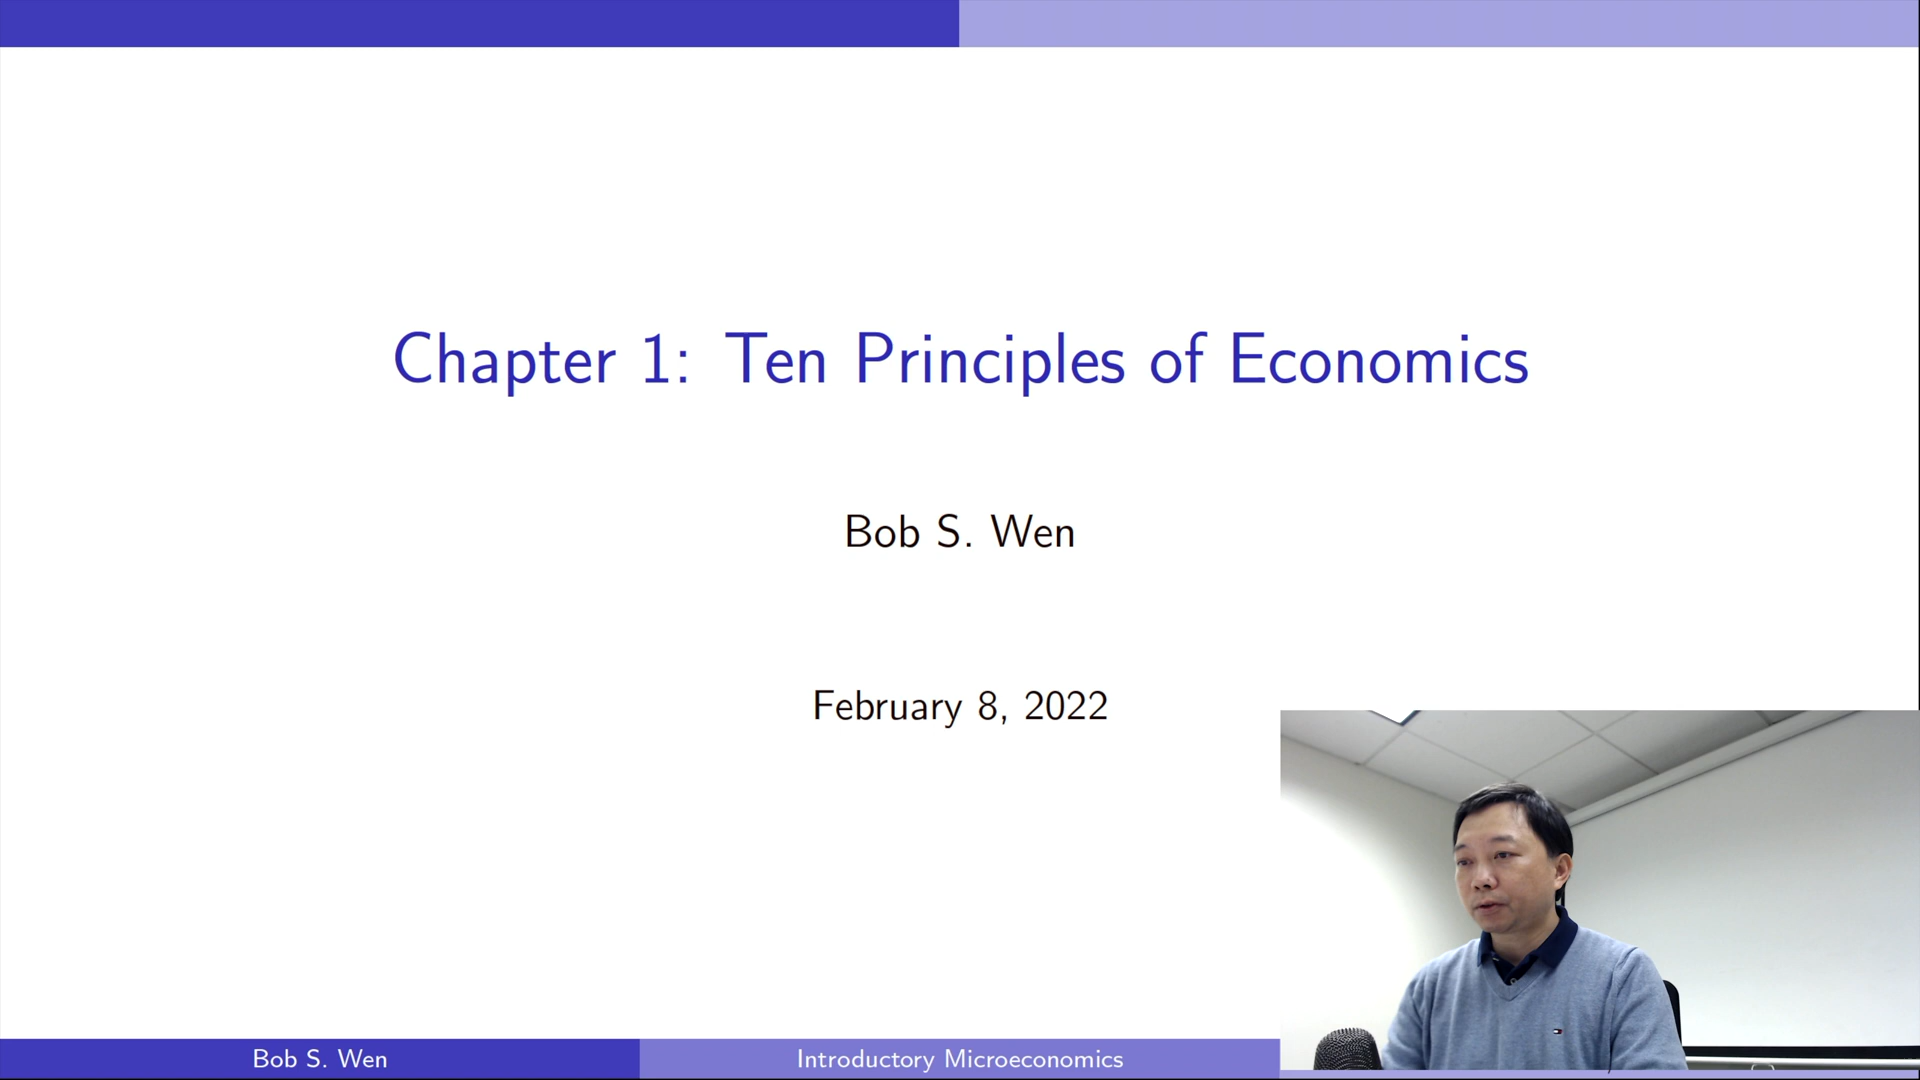 Chapter 1: Ten Principles of Economics
Bob S. Wen
February 8, 2022
Bob S. Wen
Introductory Microeconomics